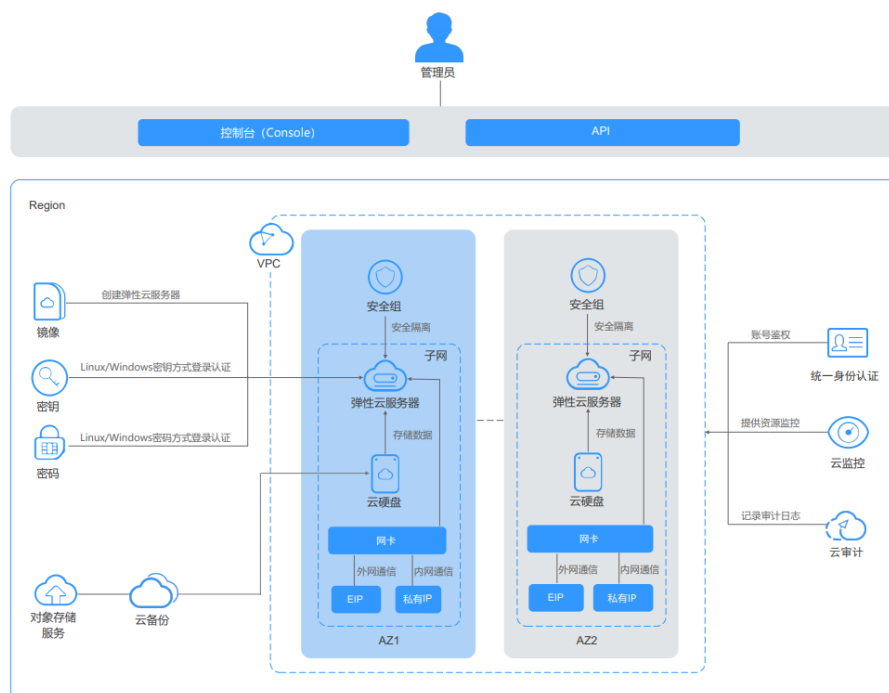 管理员
控制台（Console）
API
Region
VPC
安全组
安全组
创建弹性云服务器
镜像
安全隔离
安全隔离
账号鉴权
子网
子网
统一身份认证
Linux/Windows密钥方式登录认证
密钥
弹性云服务器
弹性云服务器
提供资源监控
Linux/Windows密码方式登录认证
存储数据
存储数据
云监控
密码
云硬盘
云硬盘
记录审计日志
网卡
网卡
云审计
外网通信
内网通信
外网通信
内网通信
EIP
私有IP
EIP
私有IP
对象存储
服务
云备份
AZ1
AZ2